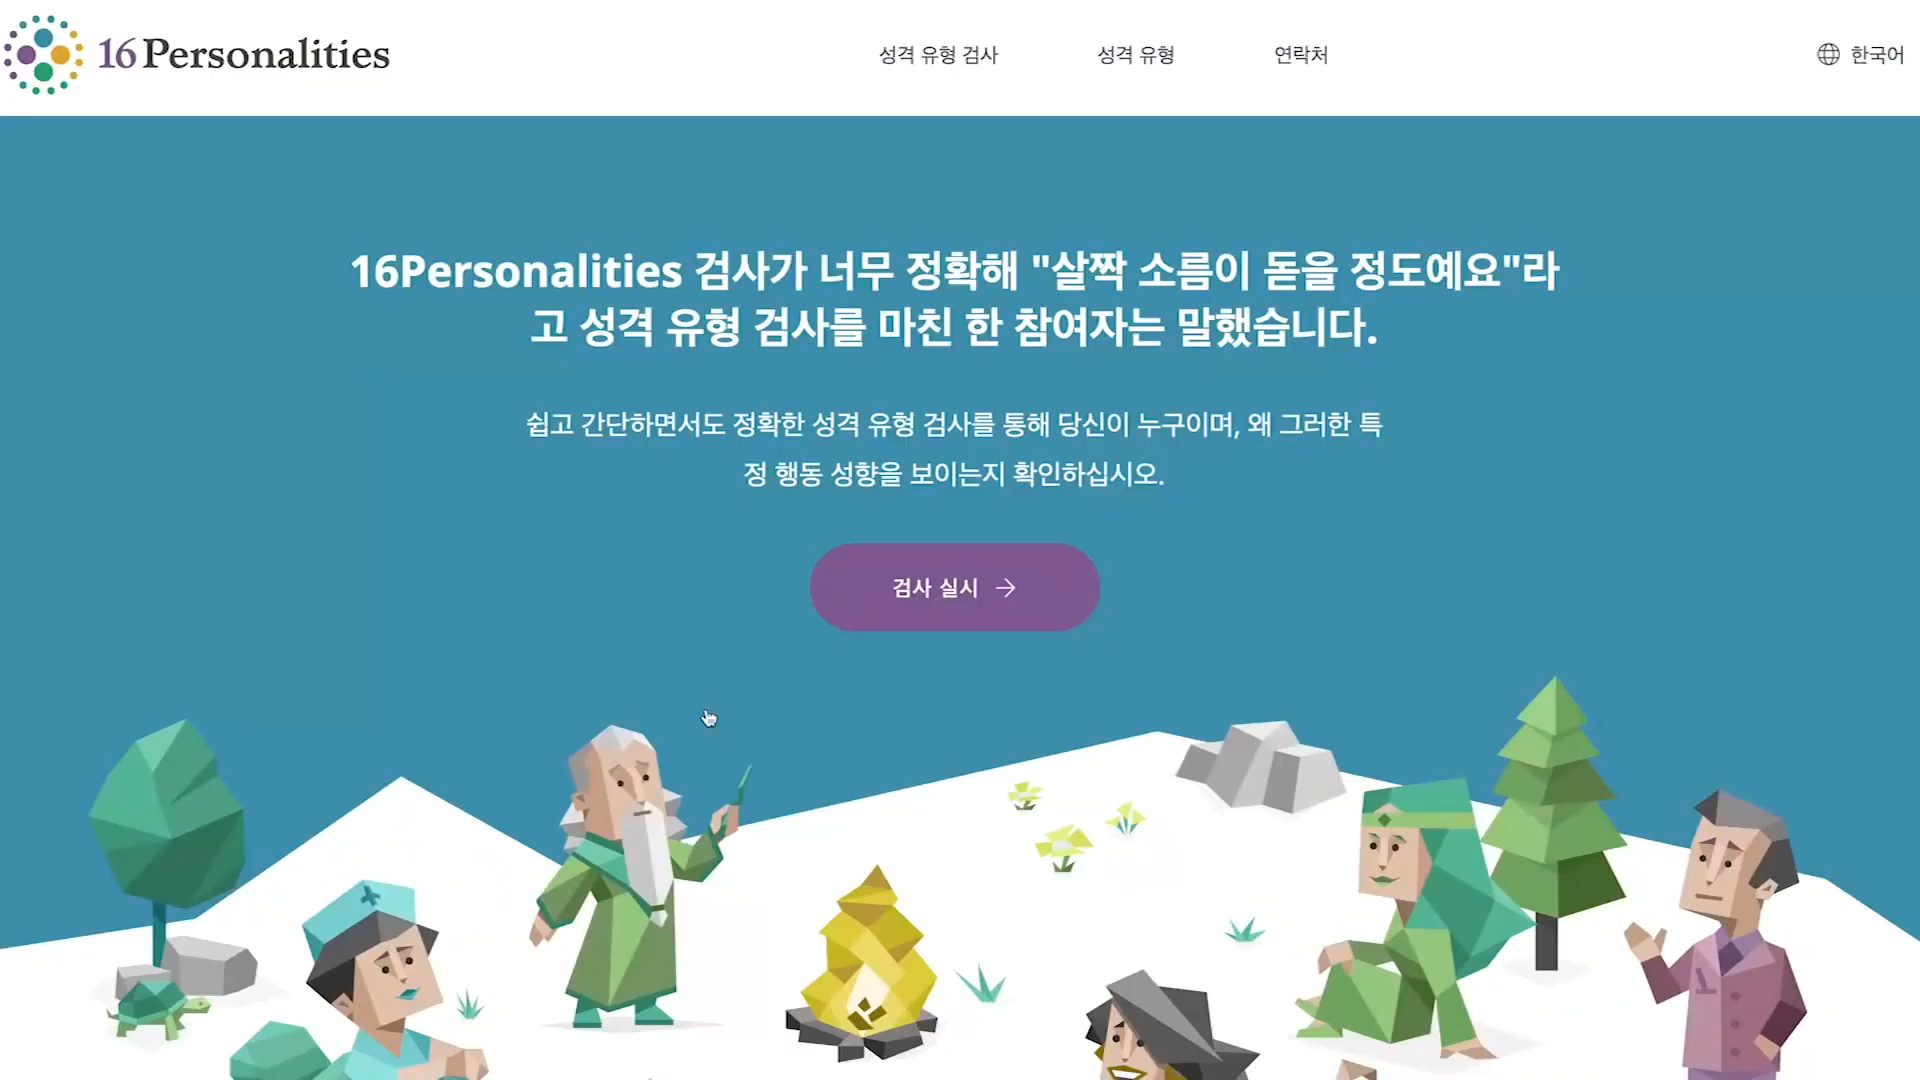 16Personalities
성격 유형 검사
성격 유형
연락처
한국어
16Personalities 검사가 너무 정확해 "살짝 소름이 돋을 정도예요"라
고 성격 유형 검사를 마친 한 참여자는 말했습니다.
쉽고 간단하면서도 정확한 성격 유형 검사를 통해 당신이 누구이며, 왜 그러한 특
정 행동 성향을 보이는지 확인하십시오.
검사 실시